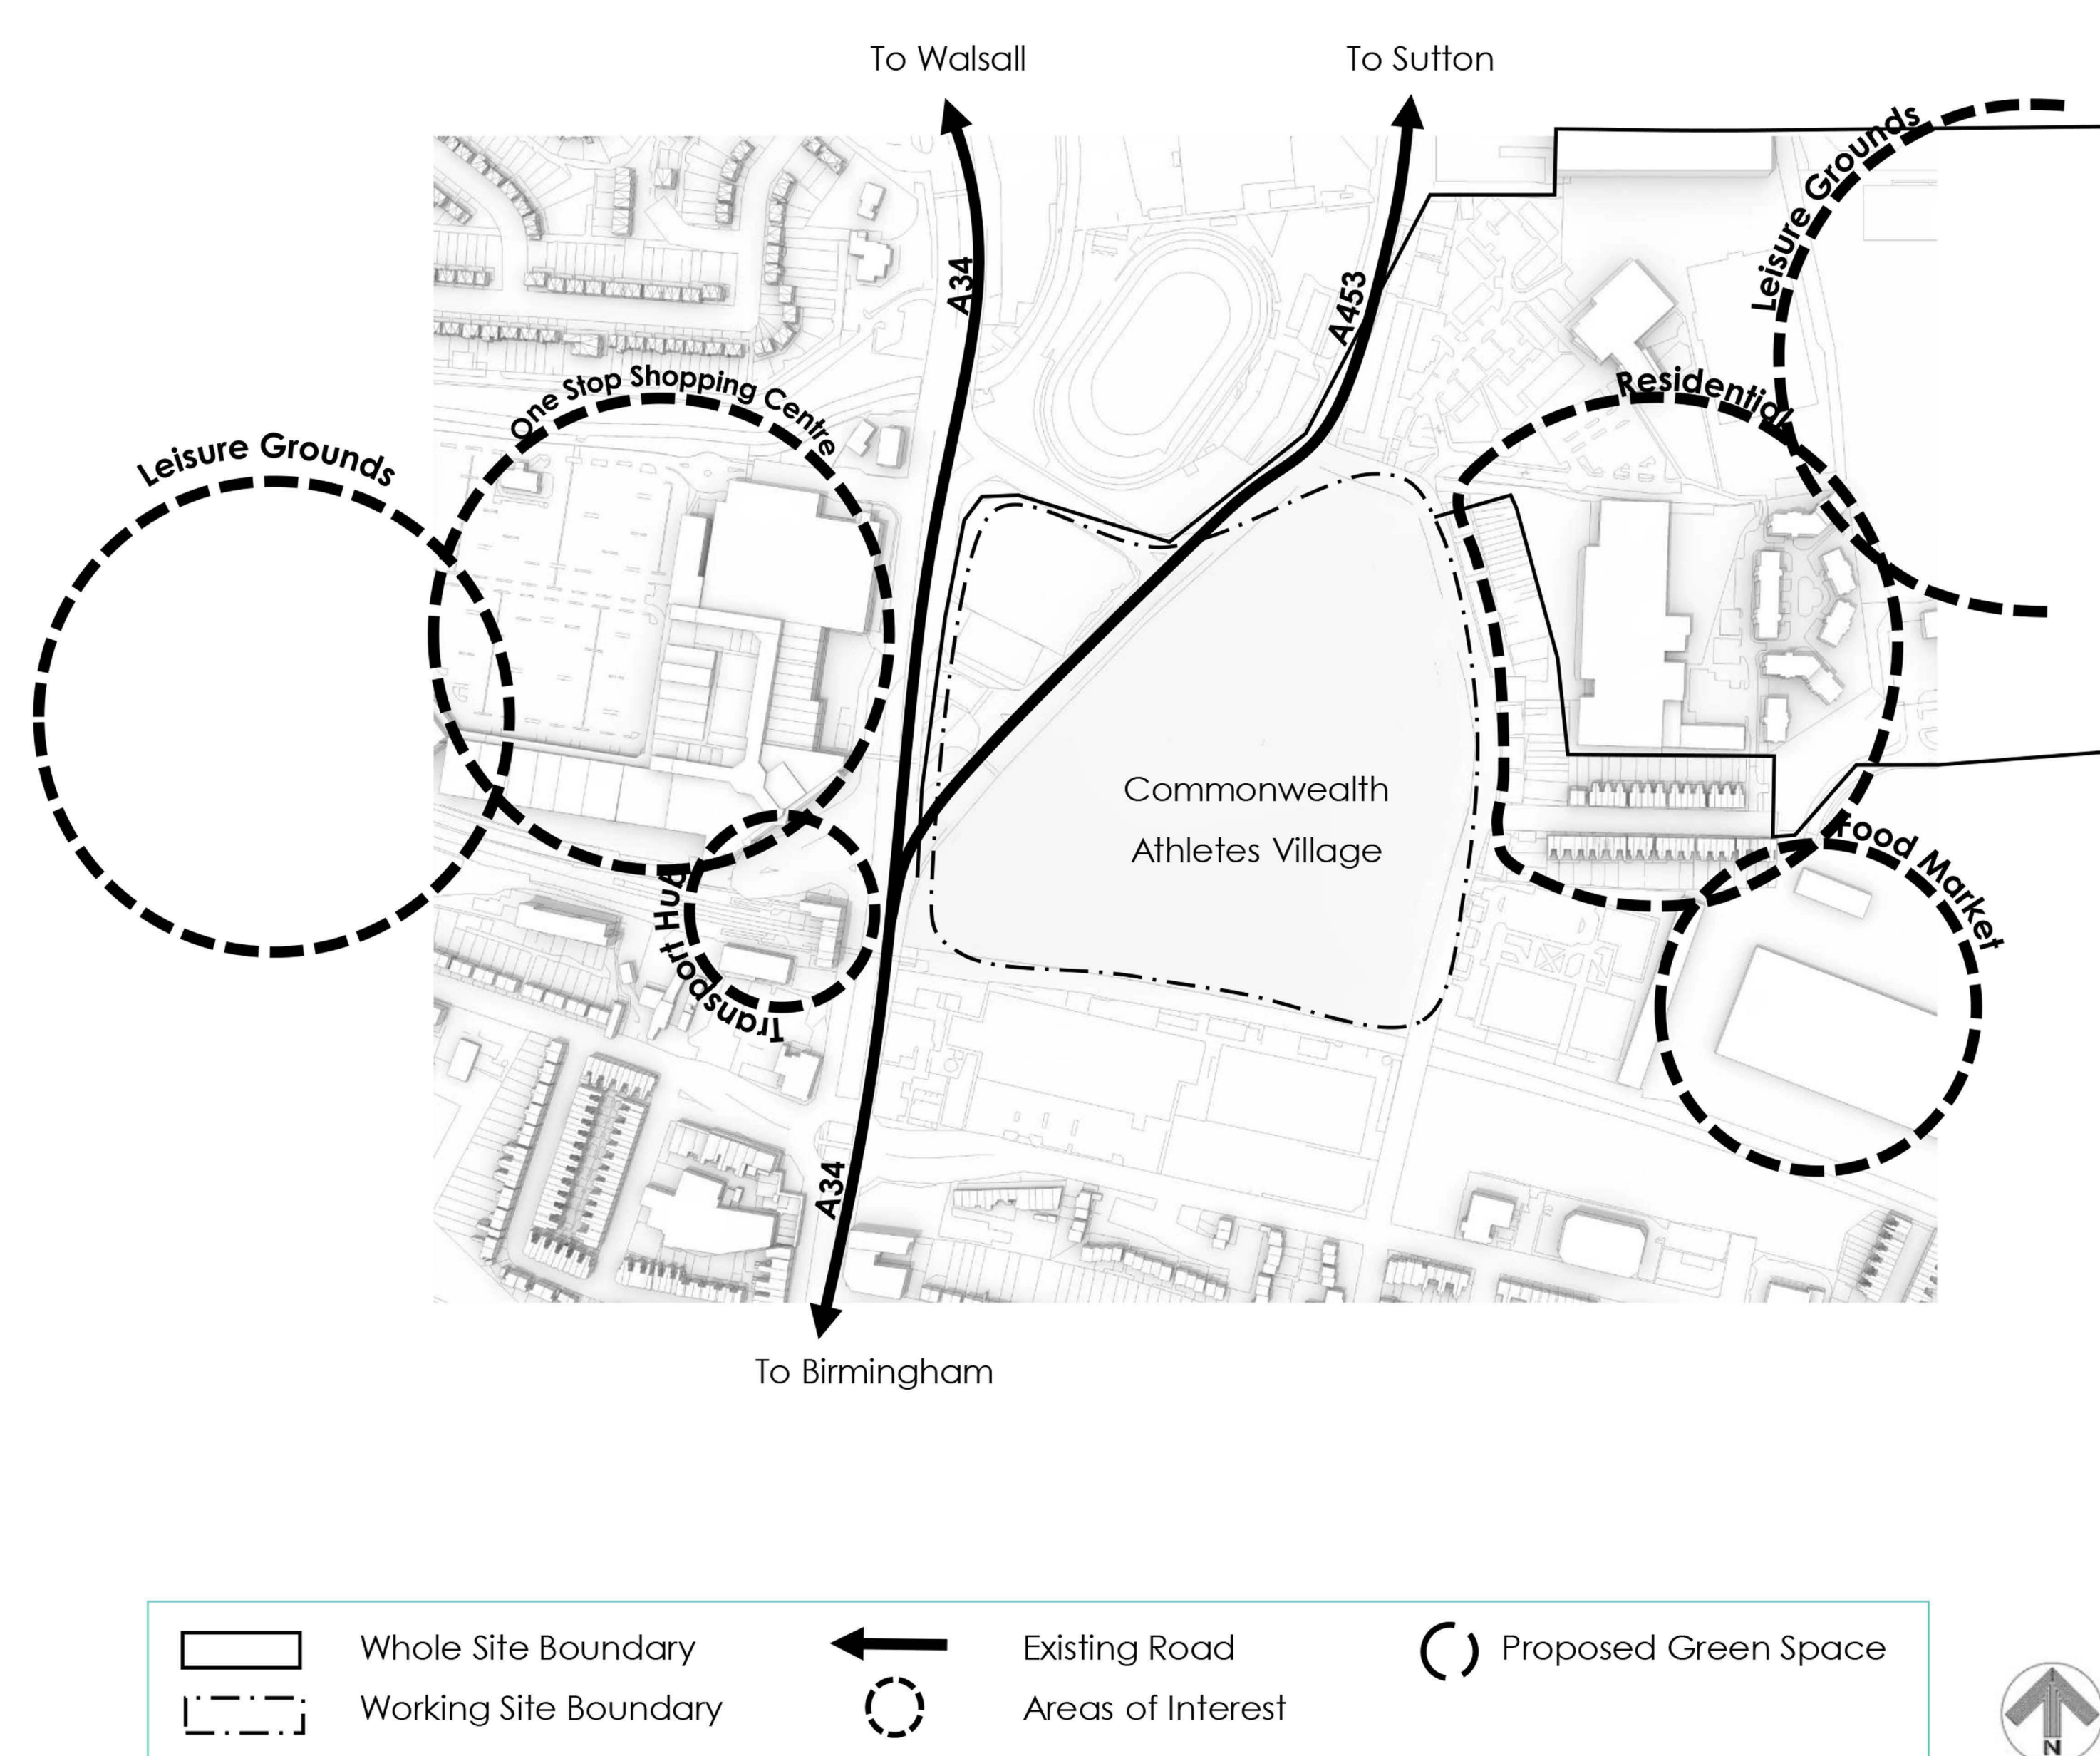 To Walsall
To Sutton
Leisure Grounds
A34
A453
One Stop Shopping Centre
Residential
Leisure Grounds
Commonwealth
Athletes Village
Food Market
Transport Hub
A34
To Birmingham
Whole Site Boundary
Existing Road
Proposed Green Space
Working Site Boundary
Areas of Interest
N